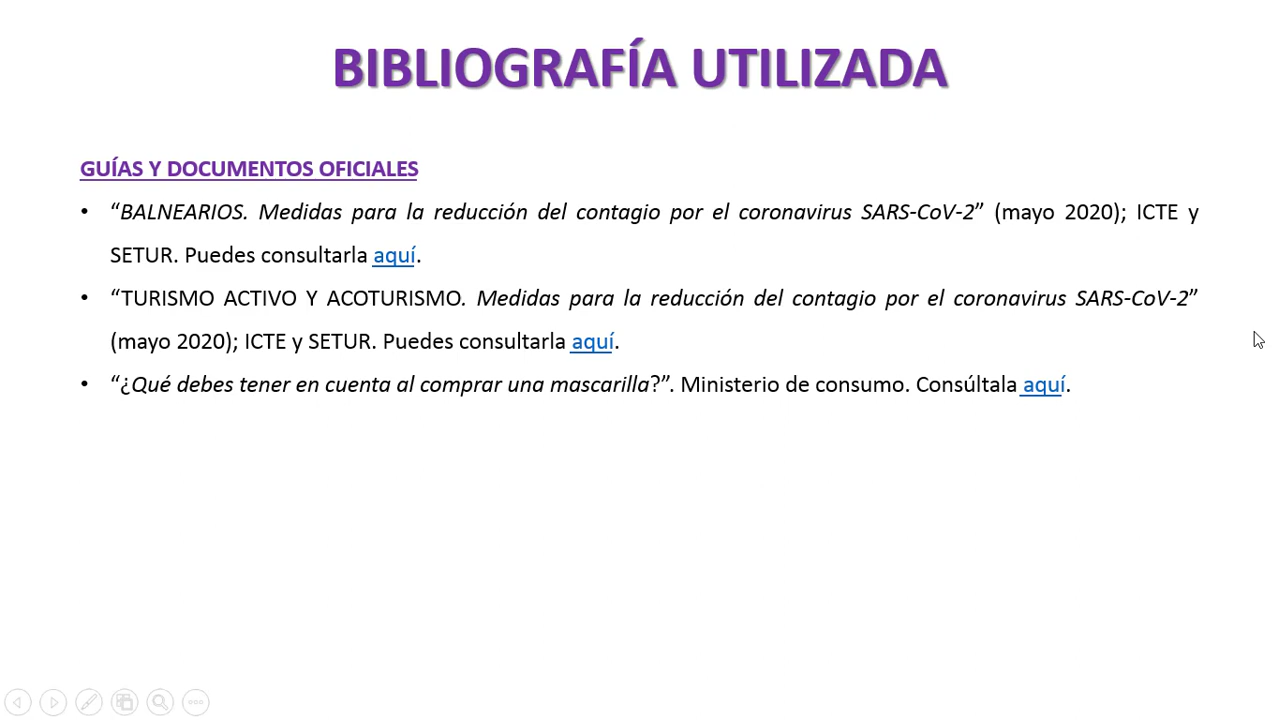 BIBLIOGRAFÍA UTILIZADA
GUÍAS Y DOCUMENTOS OFICIALES
• “BALNEARIOS. Medidas para la reducción del contagio por el coronavirus SARS-CoV-2” (mayo 2020); ICTE y
SETUR. Puedes consultarla aquí.
• “TURISMO ACTIVO Y ACOTURISMO. Medidas para la reducción del contagio por el coronavirus SARS-CoV-2”
(mayo 2020); ICTE y SETUR. Puedes consultarla aquí.
• “¿Qué debes tener en cuenta al comprar una mascarilla?”. Ministerio de consumo. Consúltala aquí.